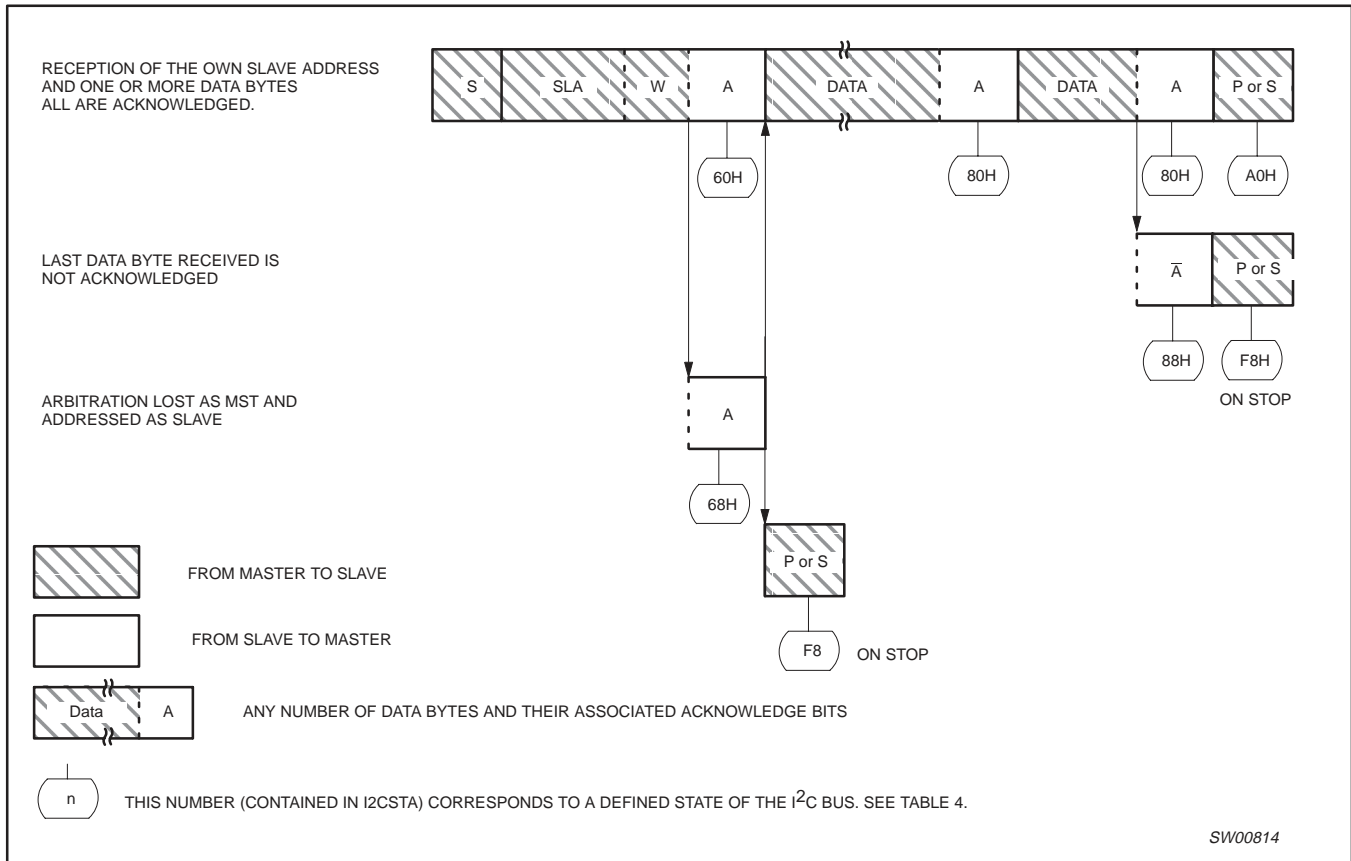 RECEPTION OF THE OWN SLAVE ADDRESS
AND ONE OR MORE DATA BYTES
ALL ARE ACKNOWLEDGED.
S SLA W A DATA A DATA A P or S
60H 80H 80H A0H
LAST DATA BYTE RECEIVED IS
NOT ACKNOWLEDGED
A̅ P or S
88H F8H
ON STOP
ARBITRATION LOST AS MST AND
ADDRESSED AS SLAVE
A
68H
P or S
F8 ON STOP
FROM MASTER TO SLAVE
FROM SLAVE TO MASTER
Data A ANY NUMBER OF DATA BYTES AND THEIR ASSOCIATED ACKNOWLEDGE BITS
n THIS NUMBER (CONTAINED IN I2CSTA) CORRESPONDS TO A DEFINED STATE OF THE I²C BUS. SEE TABLE 4.
SW00814